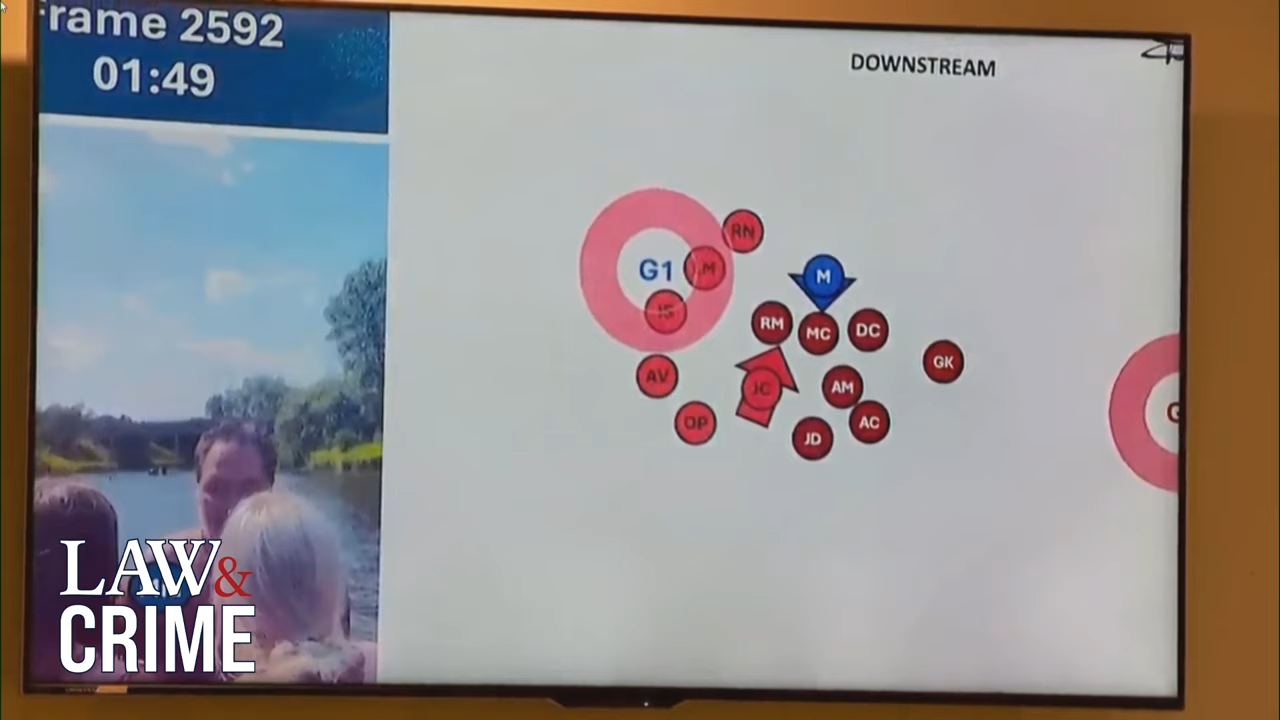 rame 2592
01:49
DOWNSTREAM
RN
G1
M
IS
M
RM
MC
DC
GK
AV
JC
AM
OP
AC
JD
G
LAW&
CRIME